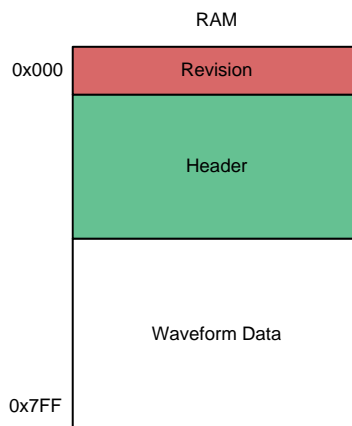 RAM
0x000
Revision
Header
Waveform Data
0x7FF